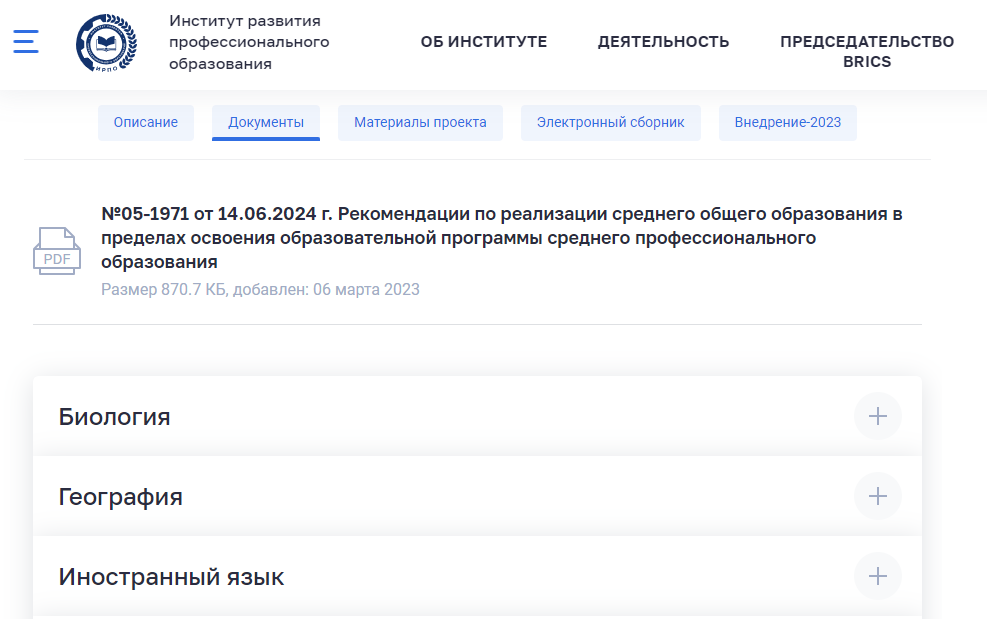 Институт развития
профессионального
образования
ОБ ИНСТИТУТЕ
ДЕЯТЕЛЬНОСТЬ
ПРЕДСЕДАТЕЛЬСТВО
BRICS
Описание
Документы
Материалы проекта
Электронный сборник
Внедрение-2023
PDF
№05-1971 от 14.06.2024 г. Рекомендации по реализации среднего общего образования в
пределах освоения образовательной программы среднего профессионального
образования
Размер 870.7 КБ, добавлен: 06 марта 2023
Биология
География
Иностранный язык